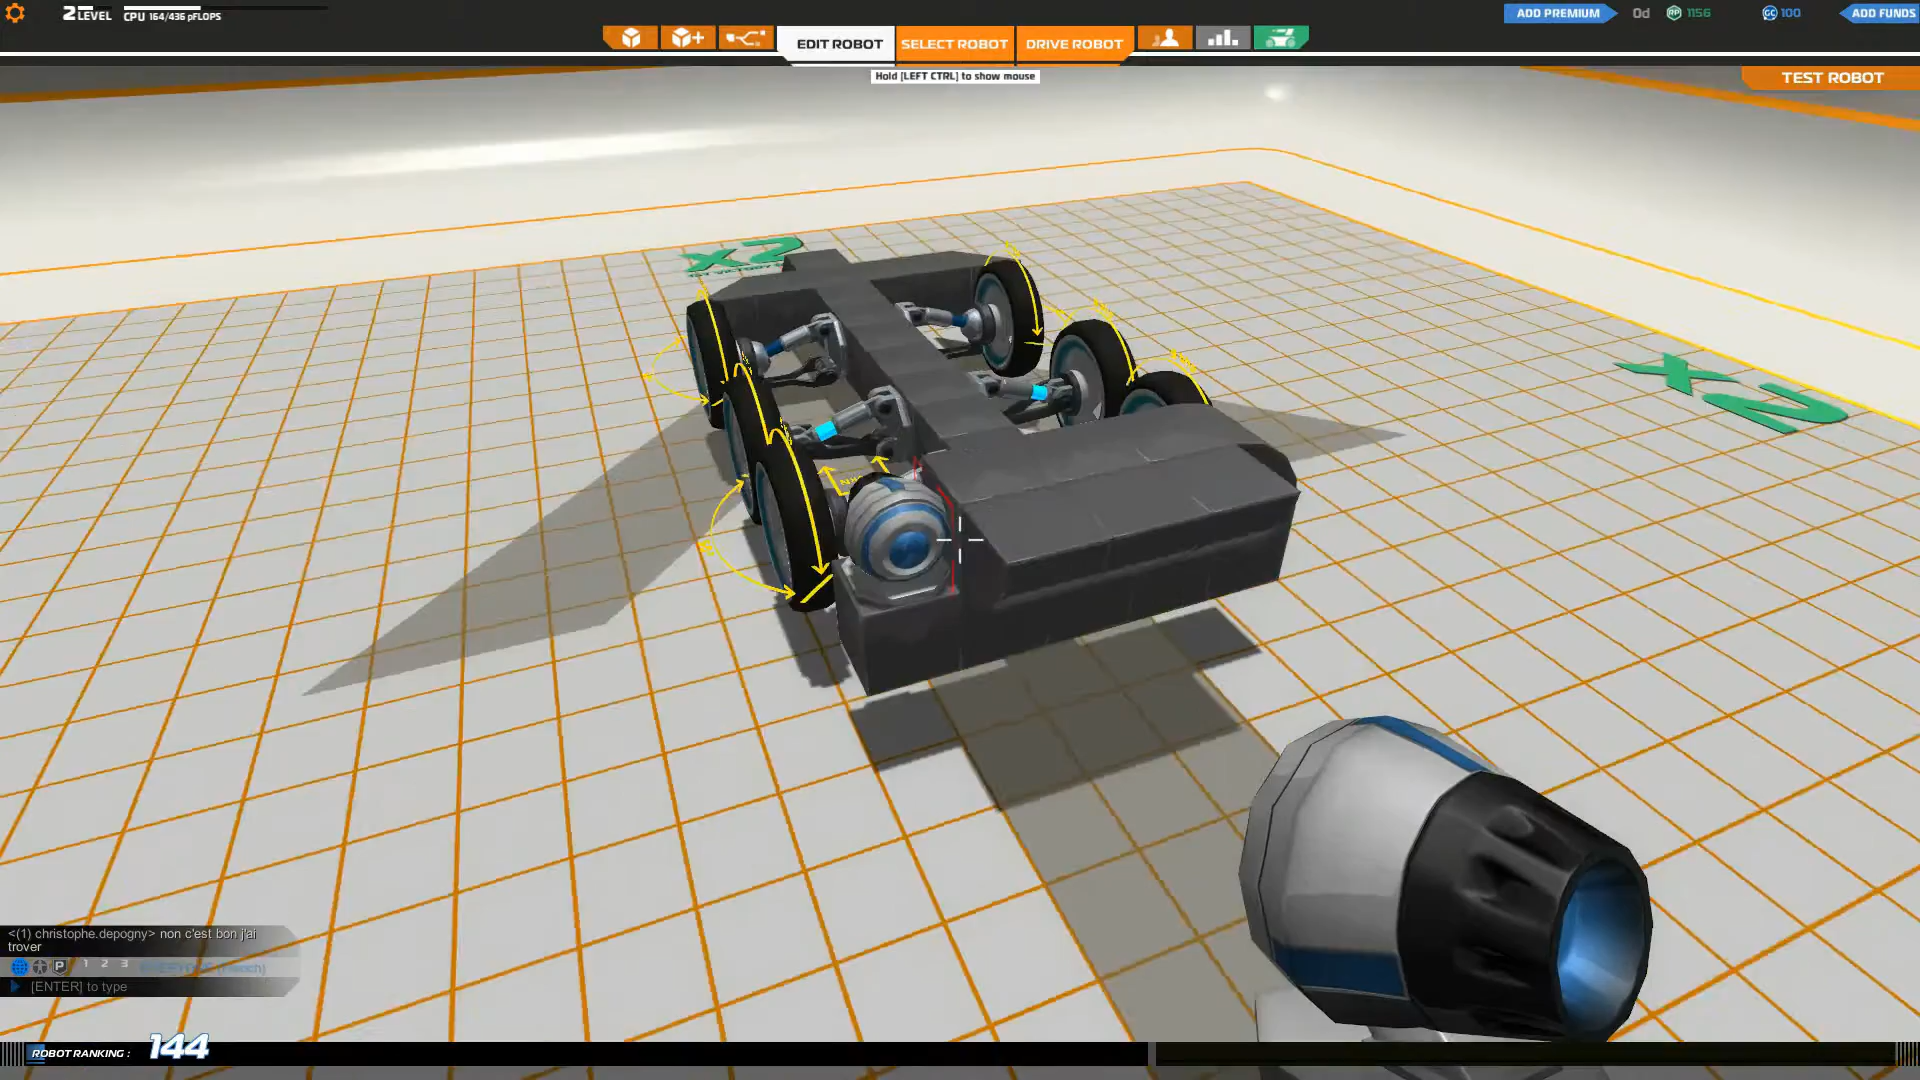 2 LEVEL
CPU 164/436 pFLOPS
ADD PREMIUM
0d
RP 1156
GC 100
ADD FUNDS
EDIT ROBOT
SELECT ROBOT
DRIVE ROBOT
Hold [LEFT CTRL] to show mouse
TEST ROBOT
x2
x2
<(1) christophe.depogny> non c'est bon j'ai
trover
P 1 2 3
[ENTER] to type
ROBOT RANKING : 144